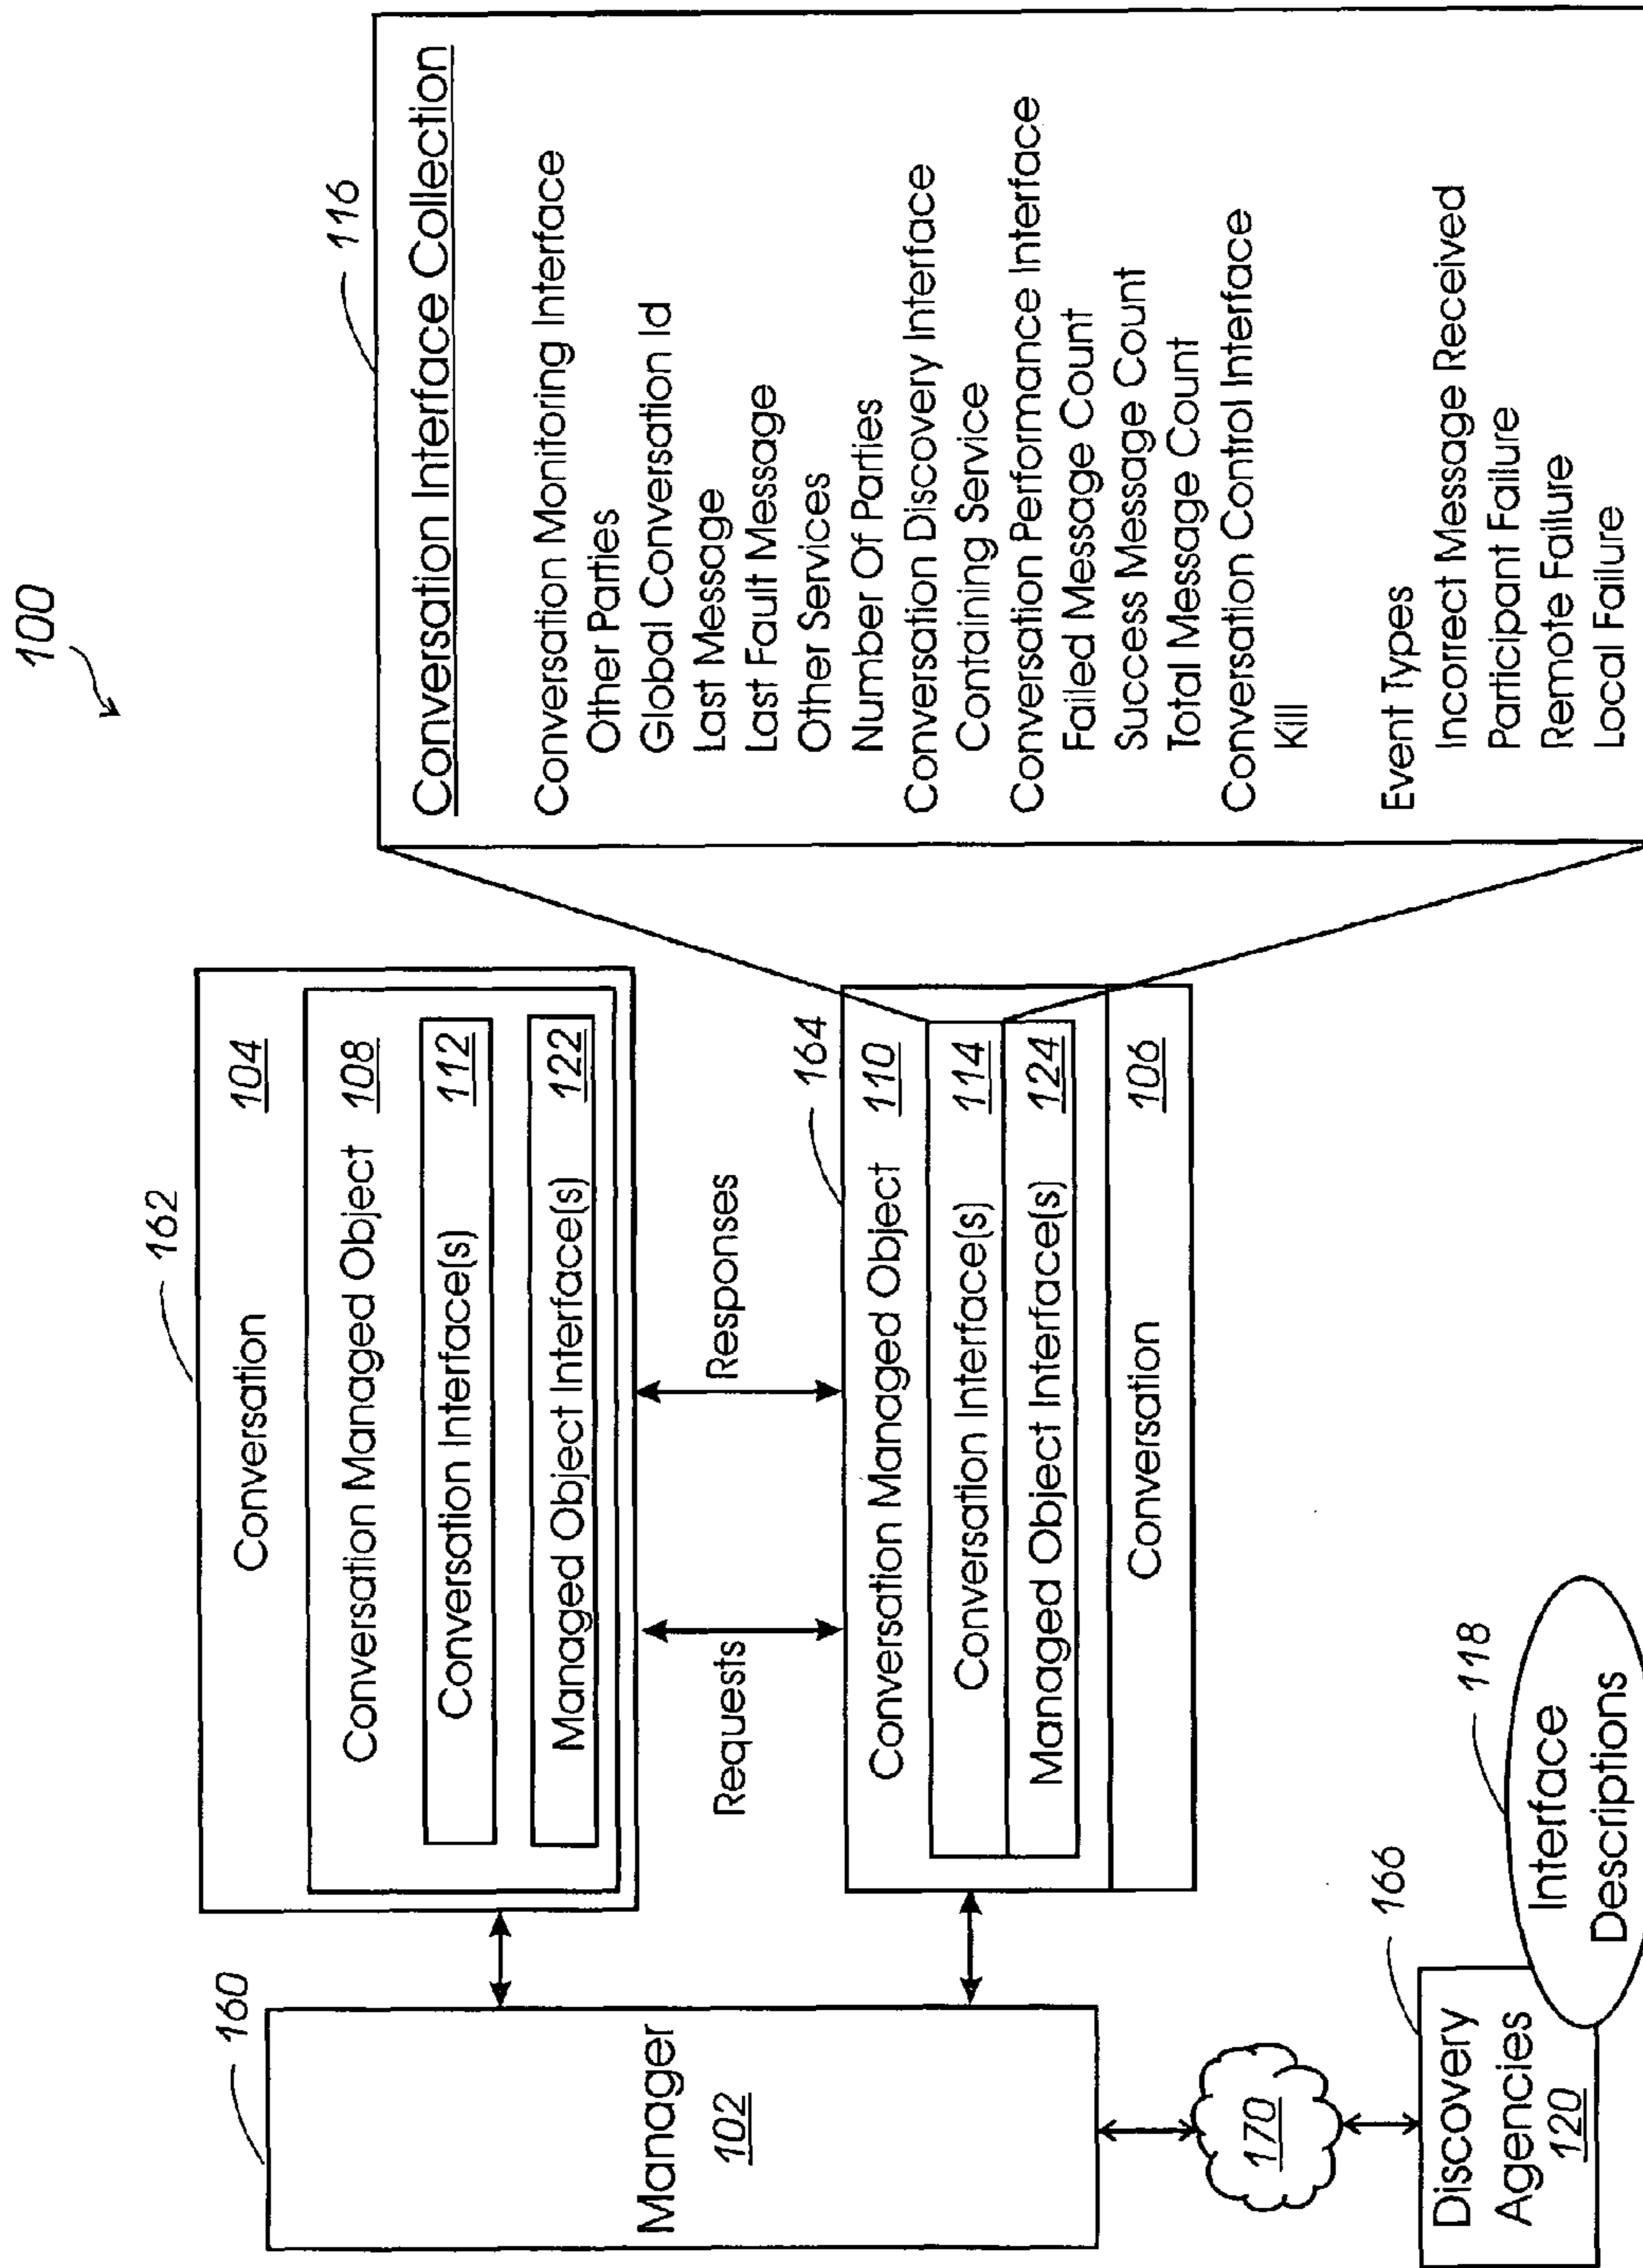 100
160
Manager
102
170
166
Discovery
Agencies
120
118
Interface
Descriptions
162
Conversation 104
Conversation Managed Object 108
Conversation Interface(s) 112
Managed Object Interface(s) 122
Requests
Responses
164
Conversation Managed Object 110
Conversation Interface(s) 114
Managed Object Interface(s) 124
Conversation 106
116
Conversation Interface Collection
Conversation Monitoring Interface
Other Parties
Global Conversation Id
Last Message
Last Fault Message
Other Services
Number Of Parties
Conversation Discovery Interface
Containing Service
Conversation Performance Interface
Failed Message Count
Success Message Count
Total Message Count
Conversation Control Interface
Kill
Event Types
Incorrect Message Received
Participant Failure
Remote Failure
Local Failure